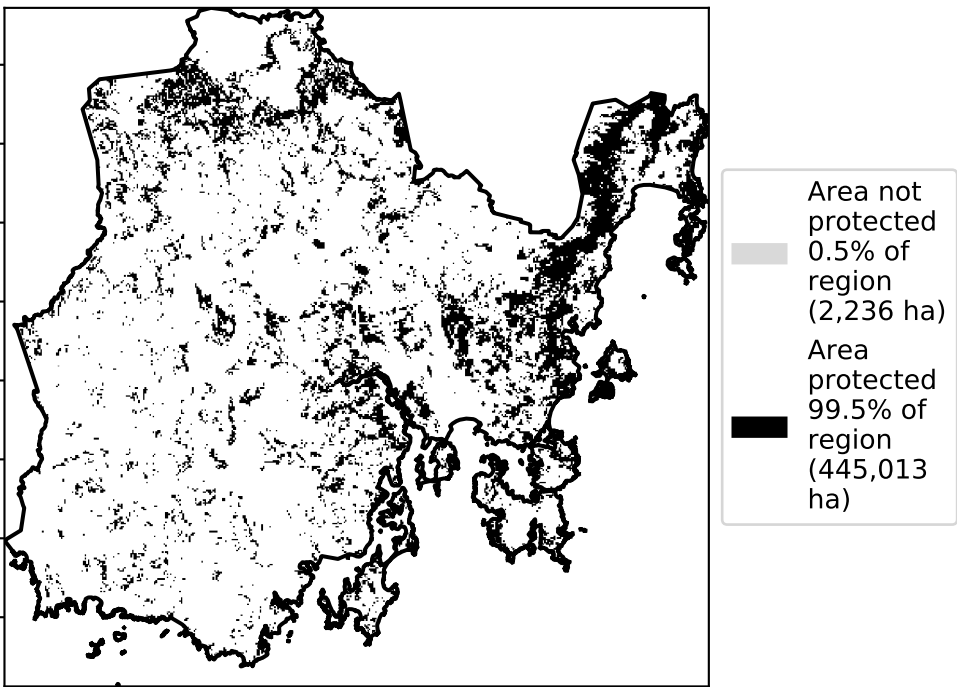 Area not
protected
0.5% of
region
(2,236 ha)
Area
protected
99.5% of
region
(445,013
ha)